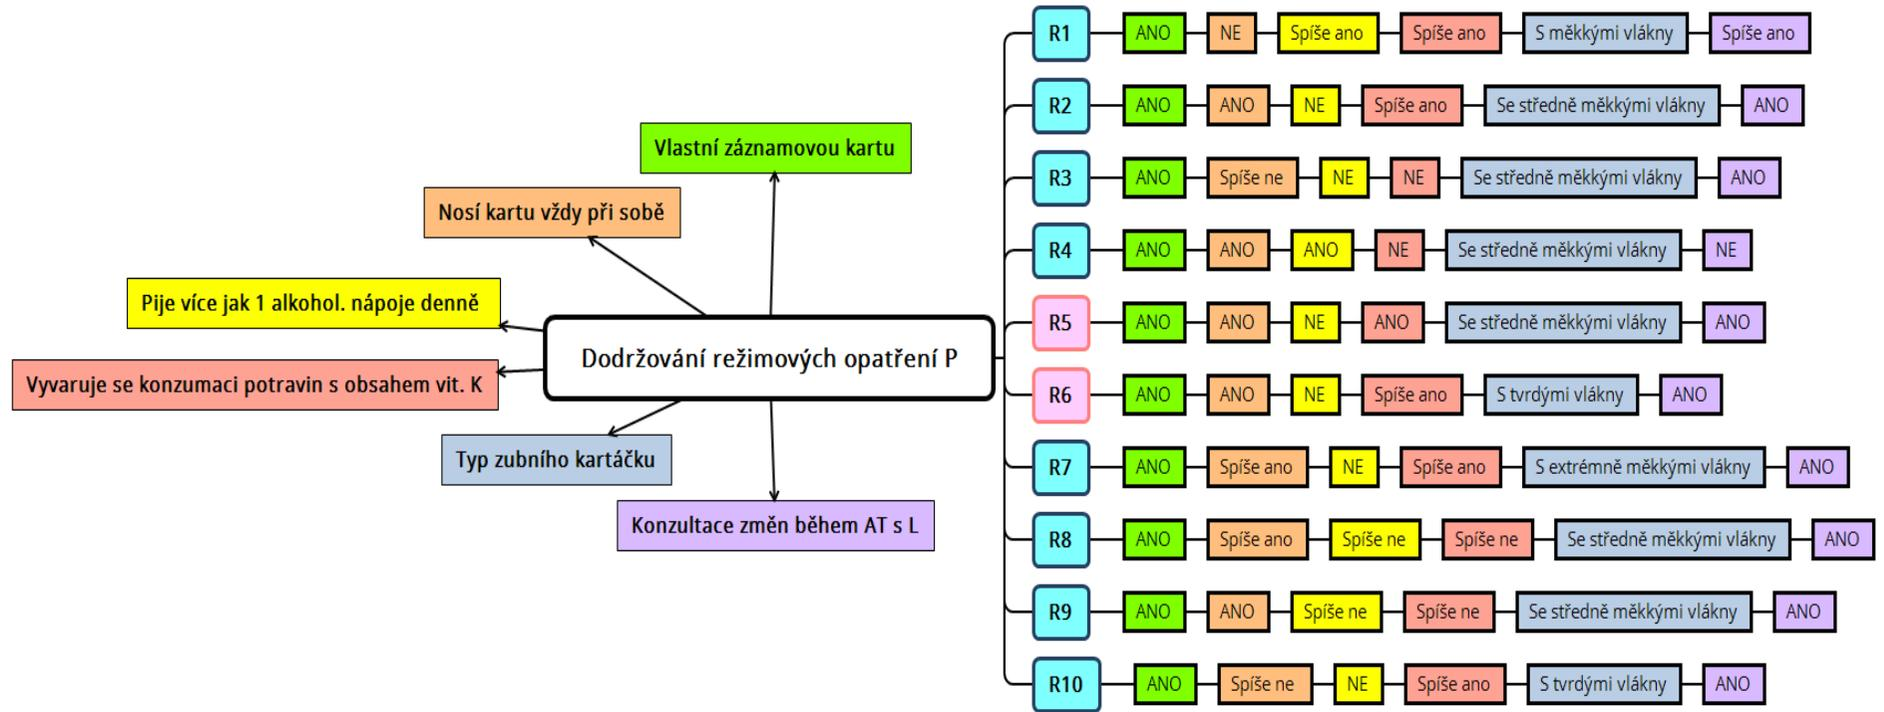 Vlastní záznamovou kartu
Nosí kartu vždy při sobě
Pije více jak 1 alkohol. nápoje denně
Vyvaruje se konzumaci potravin s obsahem vit. K
Typ zubního kartáčku
Konzultace změn během AT s L
Dodržování režimových opatření P
R1 ANO NE Spíše ano Spíše ano S měkkými vlákny Spíše ano
R2 ANO ANO NE Spíše ano Se středně měkkými vlákny ANO
R3 ANO Spíše ne NE NE Se středně měkkými vlákny ANO
R4 ANO ANO ANO NE Se středně měkkými vlákny NE
R5 ANO ANO NE ANO Se středně měkkými vlákny ANO
R6 ANO ANO NE Spíše ano S tvrdými vlákny ANO
R7 ANO Spíše ano NE Spíše ano S extrémně měkkými vlákny ANO
R8 ANO Spíše ano Spíše ne Spíše ne Se středně měkkými vlákny ANO
R9 ANO ANO Spíše ne Spíše ne Se středně měkkými vlákny ANO
R10 ANO Spíše ne NE Spíše ano S tvrdými vlákny ANO